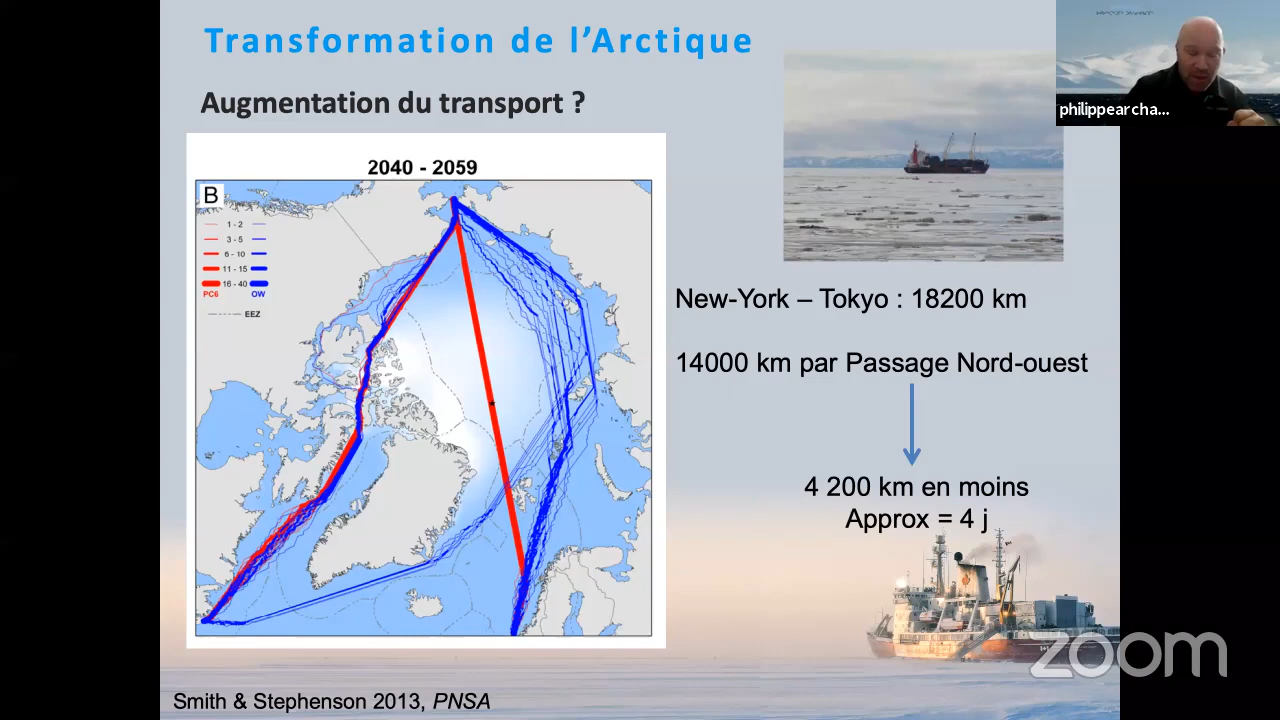 Transformation de l’Arctique
philippearcha...
Augmentation du transport ?
2040 - 2059
B
1 - 2
3 - 5
6 - 10
11 - 15
16 - 40
PC6 OW
EEZ
New-York – Tokyo : 18200 km
14000 km par Passage Nord-ouest
4 200 km en moins
Approx = 4 j
zoom
Smith & Stephenson 2013, PNSA